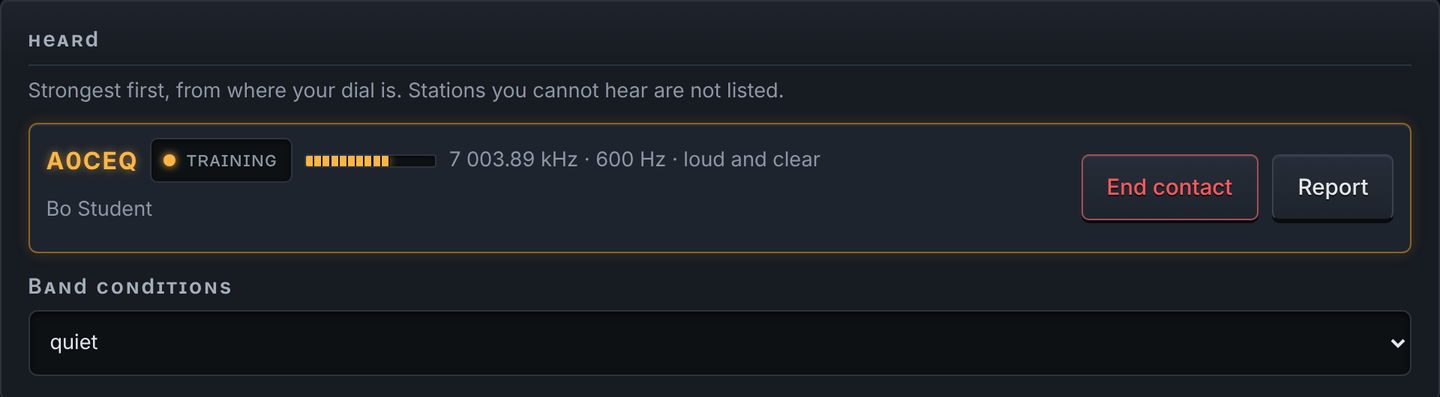 Heard
Strongest first, from where your dial is. Stations you cannot hear are not listed.
A0CEQ TRAINING 7 003.89 kHz · 600 Hz · loud and clear
Bo Student
End contact Report
Band conditions
quiet